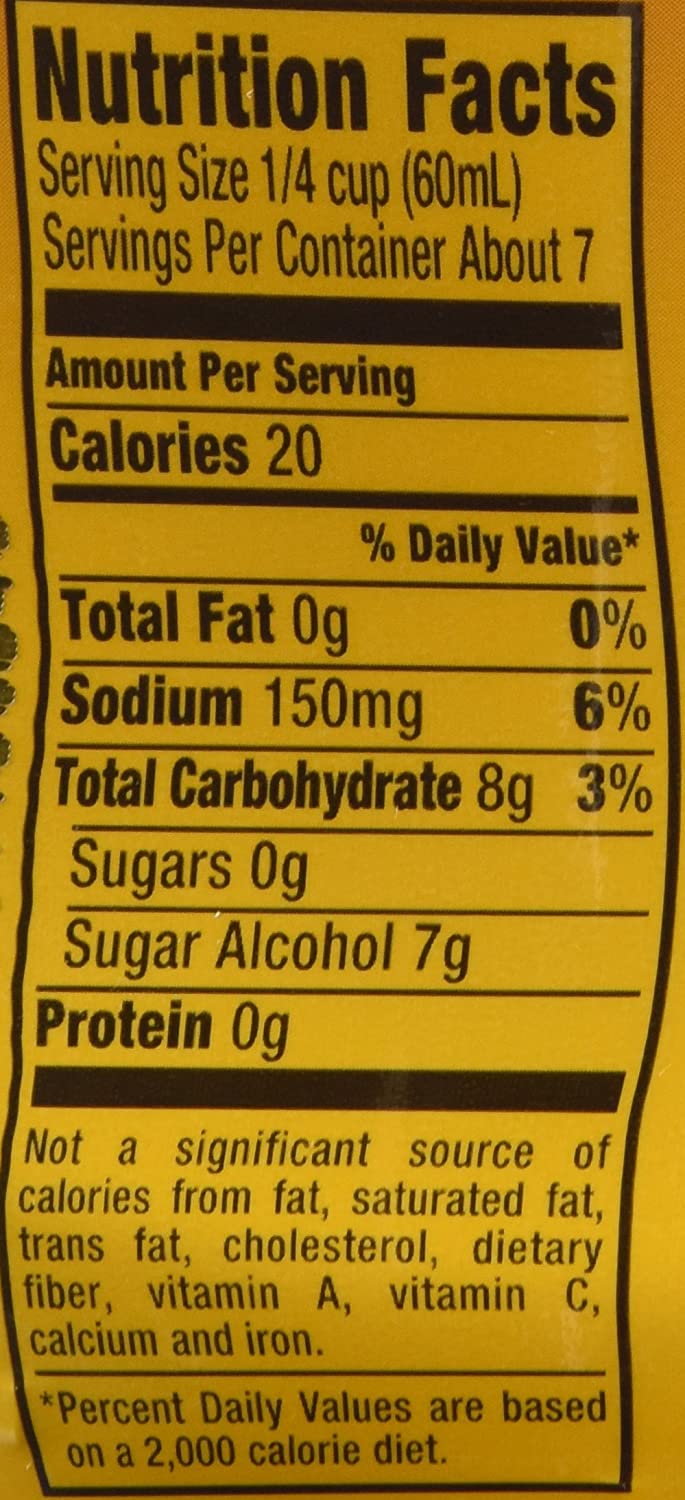 Nutrition Facts
Serving Size 1/4 cup (60mL)
Servings Per Container About 7
Amount Per Serving
Calories 20
% Daily Value*
Total Fat 0g 0%
Sodium 150mg 6%
Total Carbohydrate 8g 3%
Sugars 0g
Sugar Alcohol 7g
Protein 0g
Not a significant source of
calories from fat, saturated fat,
trans fat, cholesterol, dietary
fiber, vitamin A, vitamin C,
calcium and iron.
*Percent Daily Values are based
on a 2,000 calorie diet.